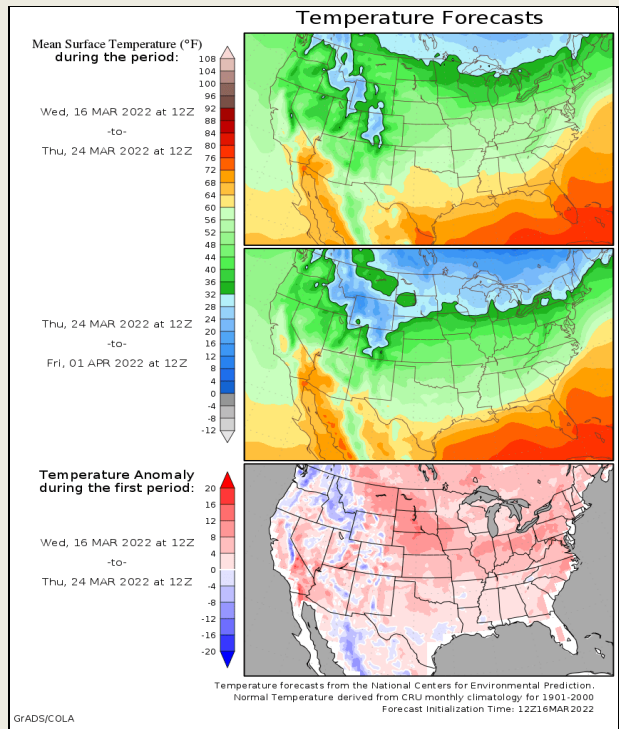 Temperature Forecasts
Mean Surface Temperature (°F)
during the period:
Wed, 16 MAR 2022 at 12Z
-to-
Thu, 24 MAR 2022 at 12Z
108
104
100
96
92
88
84
80
76
72
68
64
60
56
52
48
44
40
36
32
28
24
20
16
12
8
4
0
-4
-8
-12
Thu, 24 MAR 2022 at 12Z
-to-
Fri, 01 APR 2022 at 12Z
Temperature Anomaly
during the first period:
Wed, 16 MAR 2022 at 12Z
-to-
Thu, 24 MAR 2022 at 12Z
20
16
12
8
4
0
-4
-8
-12
-16
-20
Temperature forecasts from the National Centers for Environmental Prediction.
Normal Temperature derived from CRU monthly climatology for 1901-2000
Forecast Initialization Time: 12Z16MAR2022
GrADS/COLA